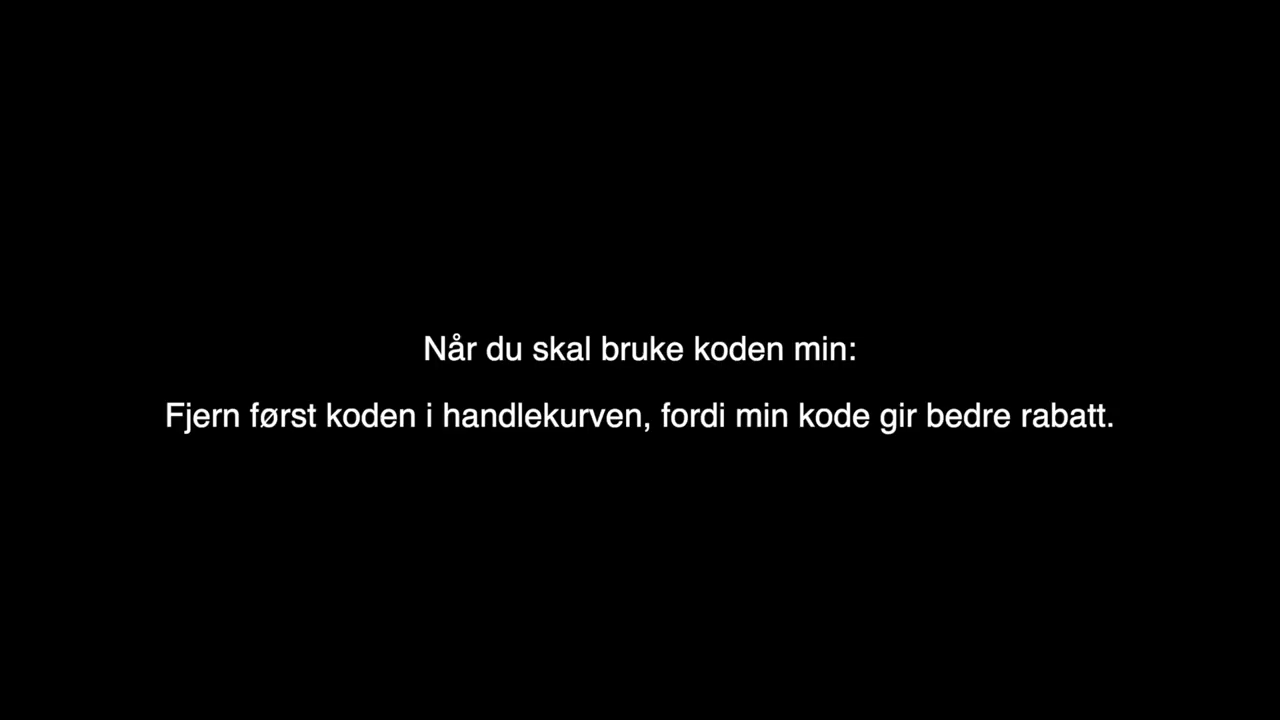 Når du skal bruke koden min:
Fjern først koden i handlekurven, fordi min kode gir bedre rabatt.